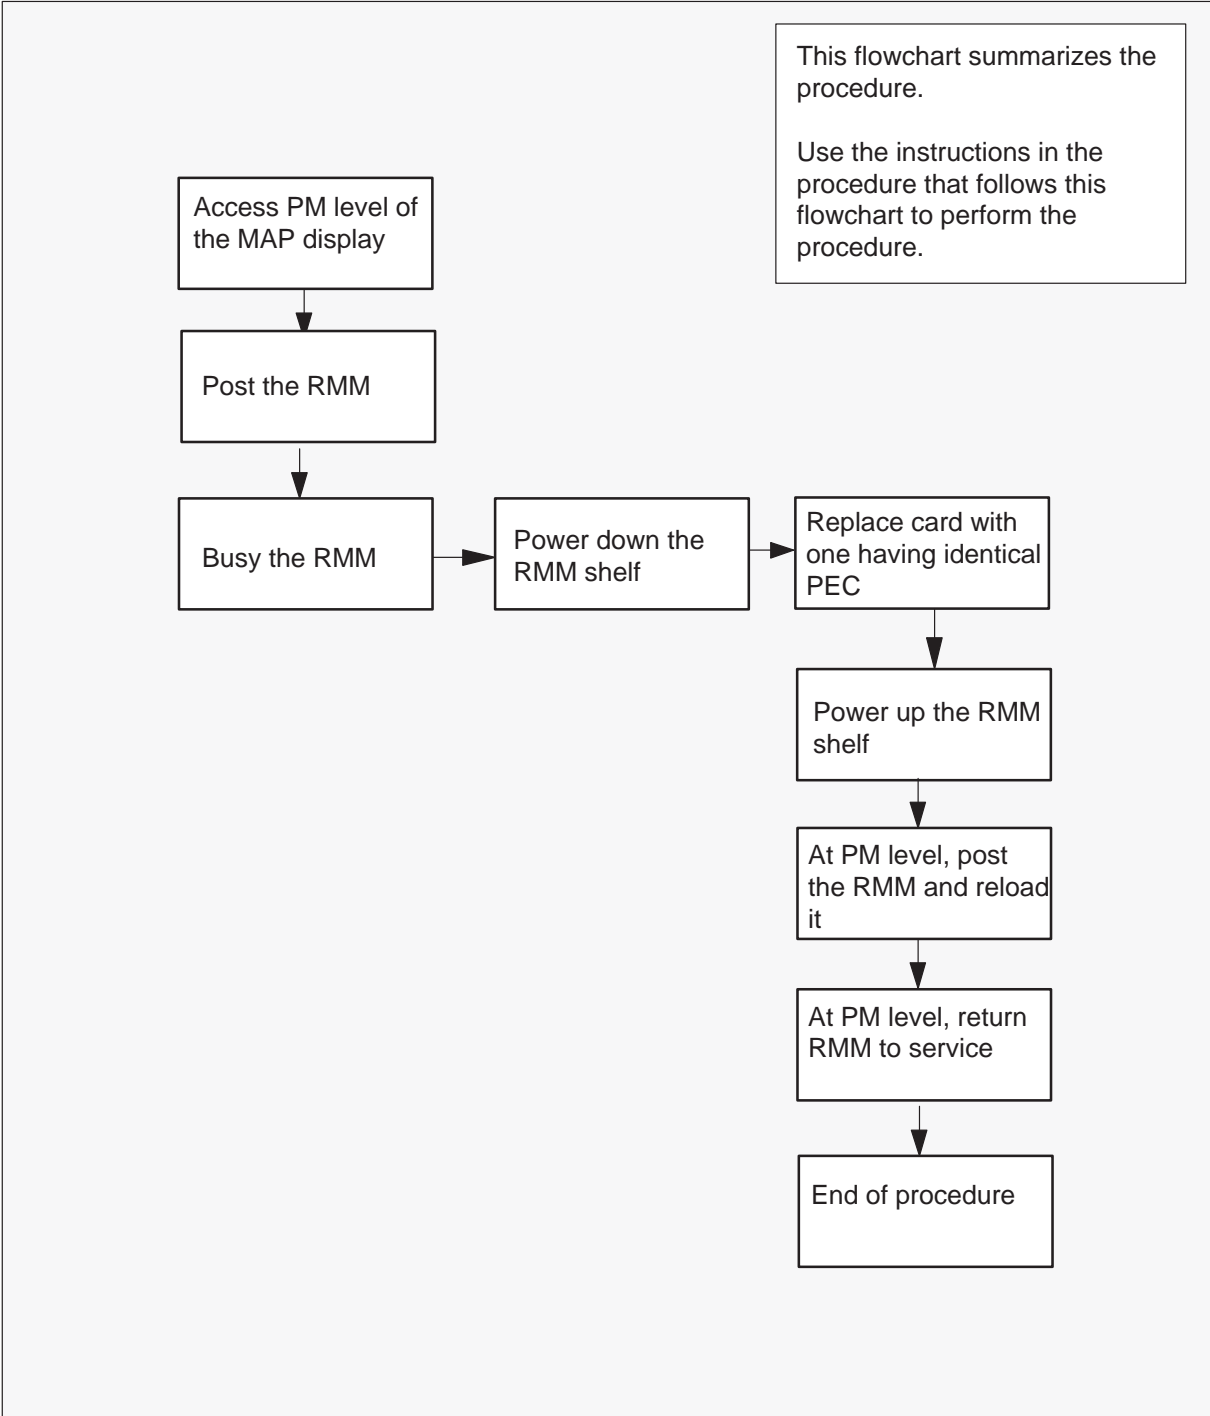 This flowchart summarizes the
procedure.
Use the instructions in the
procedure that follows this
flowchart to perform the
procedure.
Access PM level of
the MAP display
Post the RMM
Busy the RMM
Power down the
RMM shelf
Replace card with
one having identical
PEC
Power up the RMM
shelf
At PM level, post
the RMM and reload
it
At PM level, return
RMM to service
End of procedure